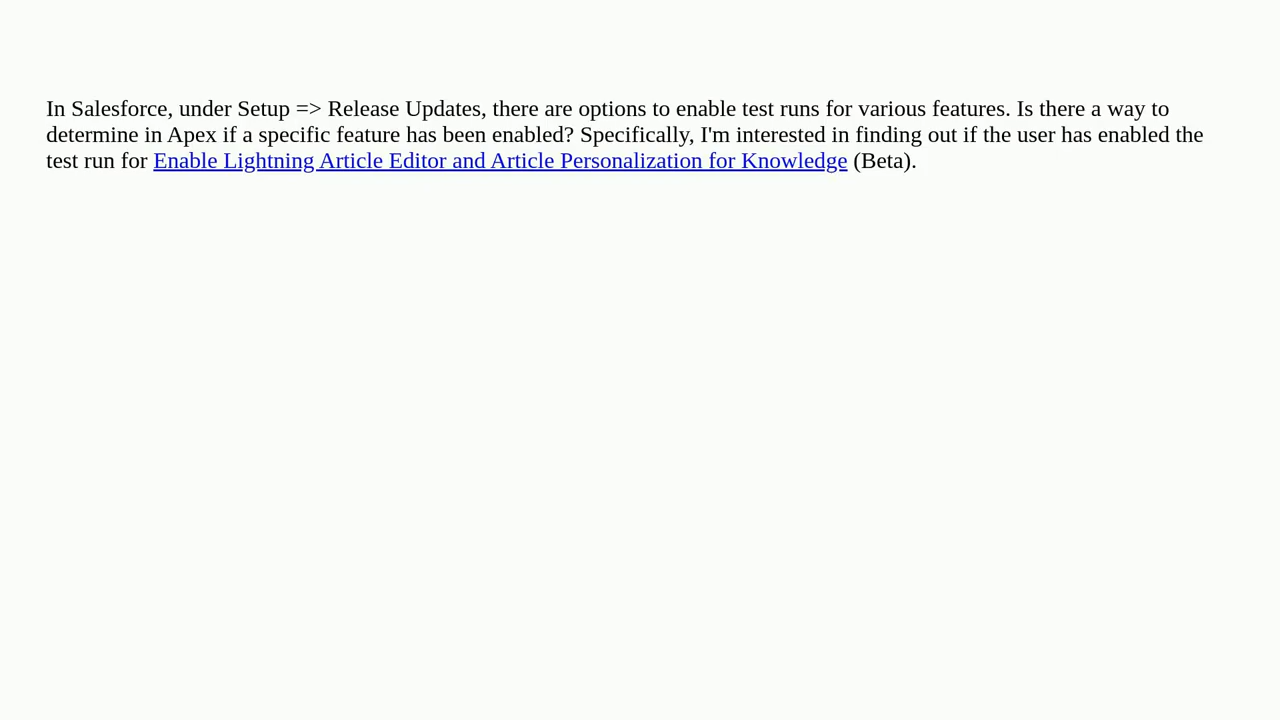 In Salesforce, under Setup => Release Updates, there are options to enable test runs for various features. Is there a way to
determine in Apex if a specific feature has been enabled? Specifically, I'm interested in finding out if the user has enabled the
test run for Enable Lightning Article Editor and Article Personalization for Knowledge (Beta).